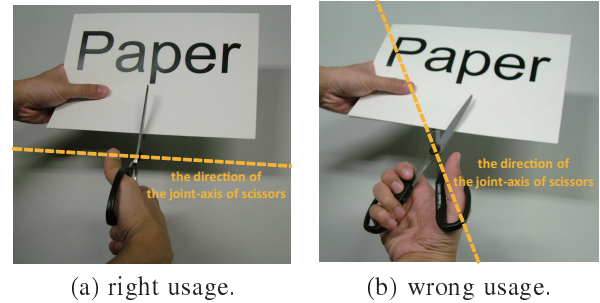 Paper
the direction of
the joint-axis of scissors
(a) right usage.
Paper
the direction of
the joint-axis of scissors
(b) wrong usage.